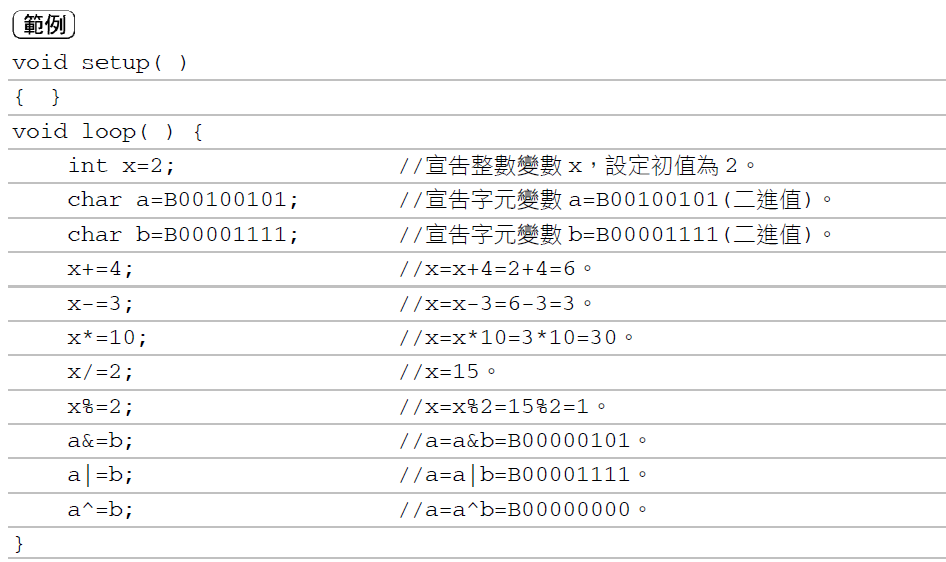 範例
void setup( )
{  }
void loop( ) {
    int x=2;                    //宣告整數變數 x，設定初值為 2。
    char a=B00100101;           //宣告字元變數 a=B00100101(二進值)。
    char b=B00001111;           //宣告字元變數 b=B00001111(二進值)。
    x+=4;                       //x=x+4=2+4=6。
    x-=3;                       //x=x-3=6-3=3。
    x*=10;                      //x=x*10=3*10=30。
    x/=2;                       //x=15。
    x%=2;                       //x=x%2=15%2=1。
    a&=b;                       //a=a&b=B00000101。
    a|=b;                       //a=a|b=B00001111。
    a^=b;                       //a=a^b=B00000000。
}